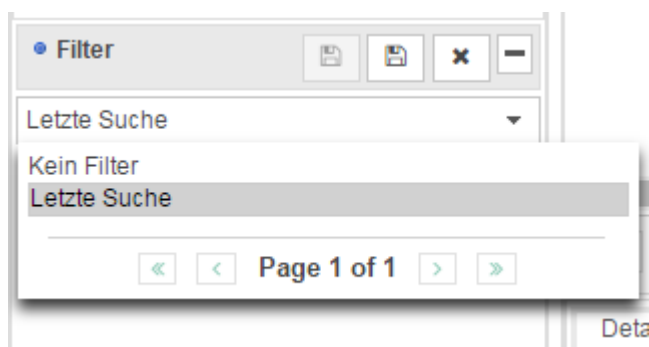 Filter
Letzte Suche
Kein Filter
Letzte Suche
Page 1 of 1
Deta